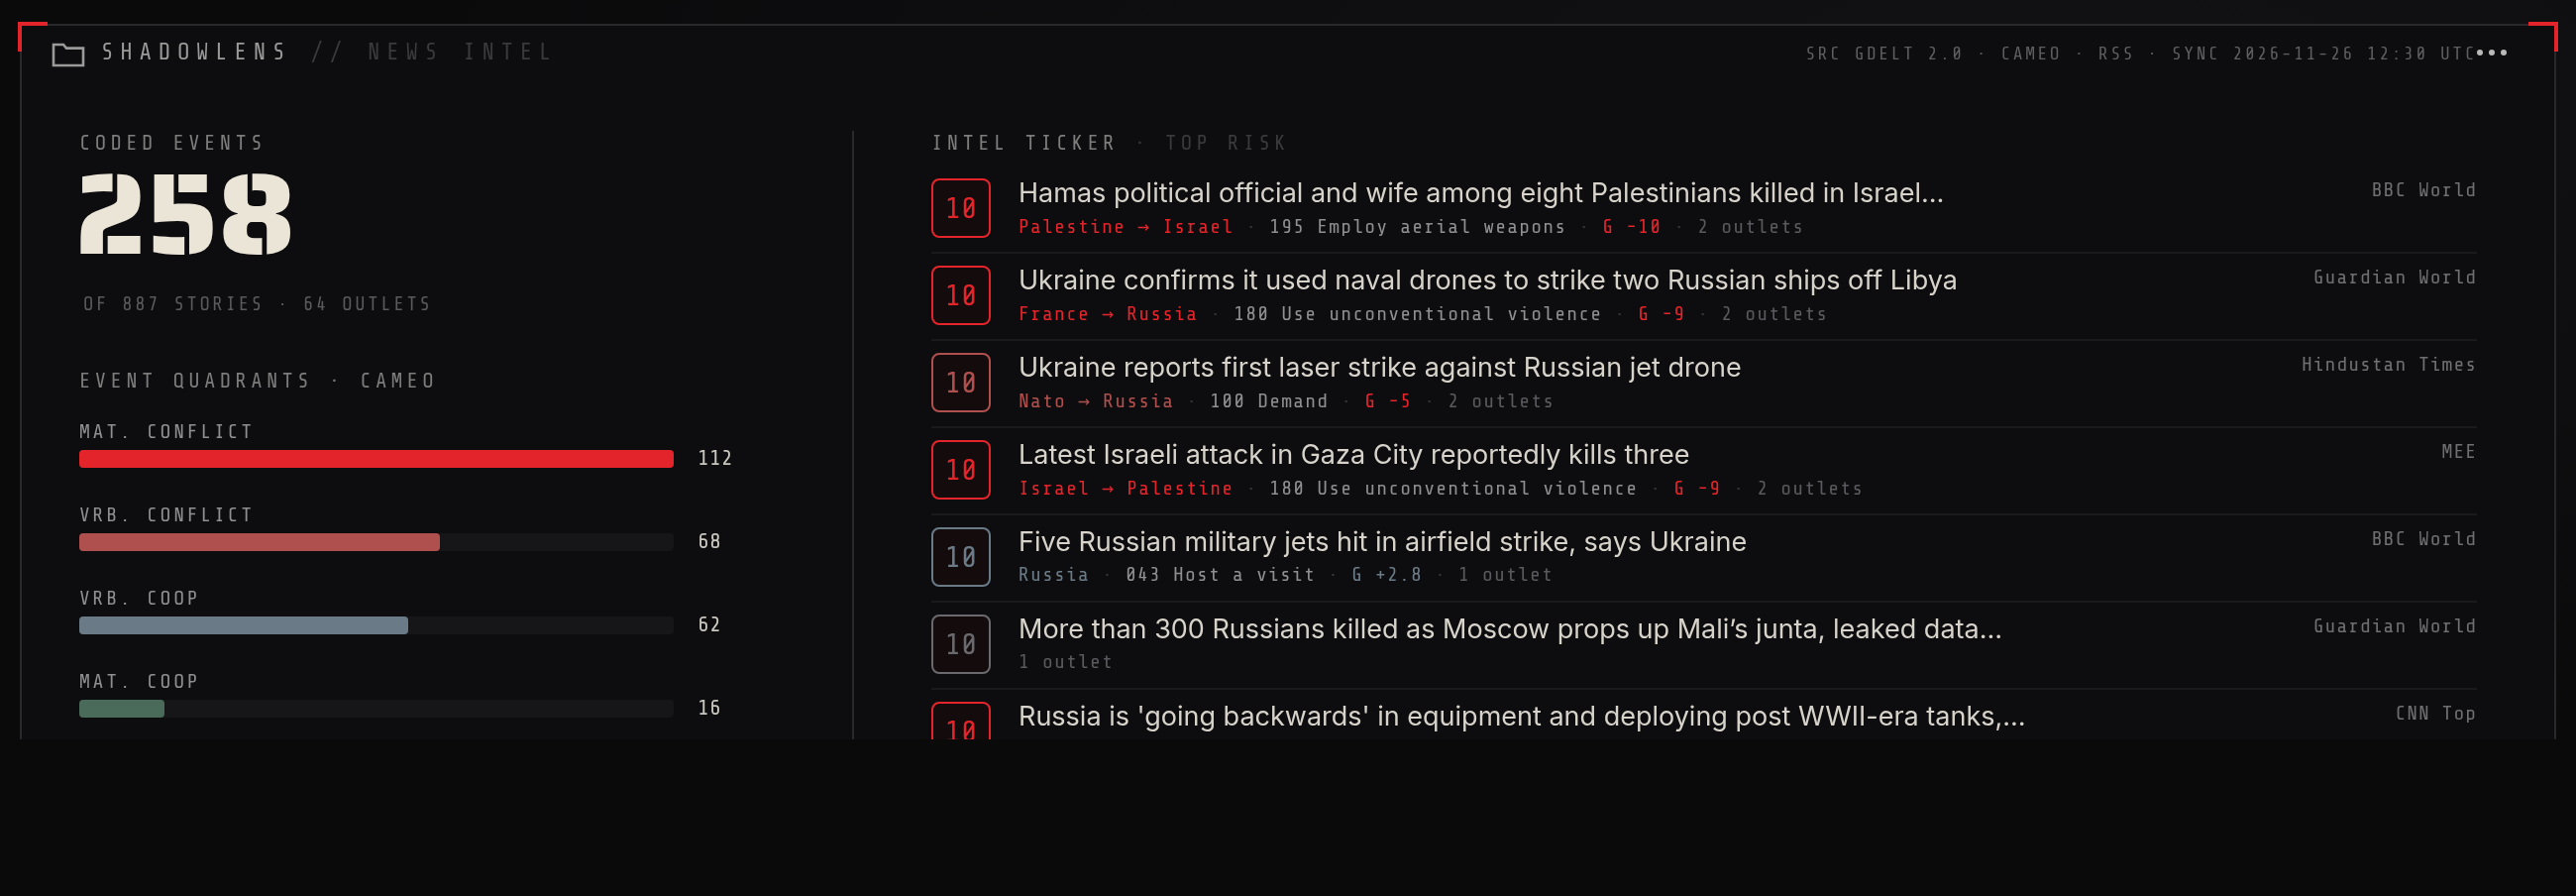 SHADOWLENS // NEWS INTEL
SRC GDELT 2.0 · CAMEO · RSS · SYNC 2026-11-26 12:30 UTC
CODED EVENTS
258
OF 887 STORIES · 64 OUTLETS
EVENT QUADRANTS · CAMEO
MAT. CONFLICT
112
VRB. CONFLICT
68
VRB. COOP
62
MAT. COOP
16
INTEL TICKER · TOP RISK
10 Hamas political official and wife among eight Palestinians killed in Israel... BBC World
Palestine → Israel · 195 Employ aerial weapons · G -10 · 2 outlets
10 Ukraine confirms it used naval drones to strike two Russian ships off Libya Guardian World
France → Russia · 180 Use unconventional violence · G -9 · 2 outlets
10 Ukraine reports first laser strike against Russian jet drone Hindustan Times
Nato → Russia · 100 Demand · G -5 · 2 outlets
10 Latest Israeli attack in Gaza City reportedly kills three MEE
Israel → Palestine · 180 Use unconventional violence · G -9 · 2 outlets
10 Five Russian military jets hit in airfield strike, says Ukraine BBC World
Russia · 043 Host a visit · G +2.8 · 1 outlet
10 More than 300 Russians killed as Moscow props up Mali’s junta, leaked data... Guardian World
1 outlet
10 Russia is 'going backwards' in equipment and deploying post WWII-era tanks,... CNN Top